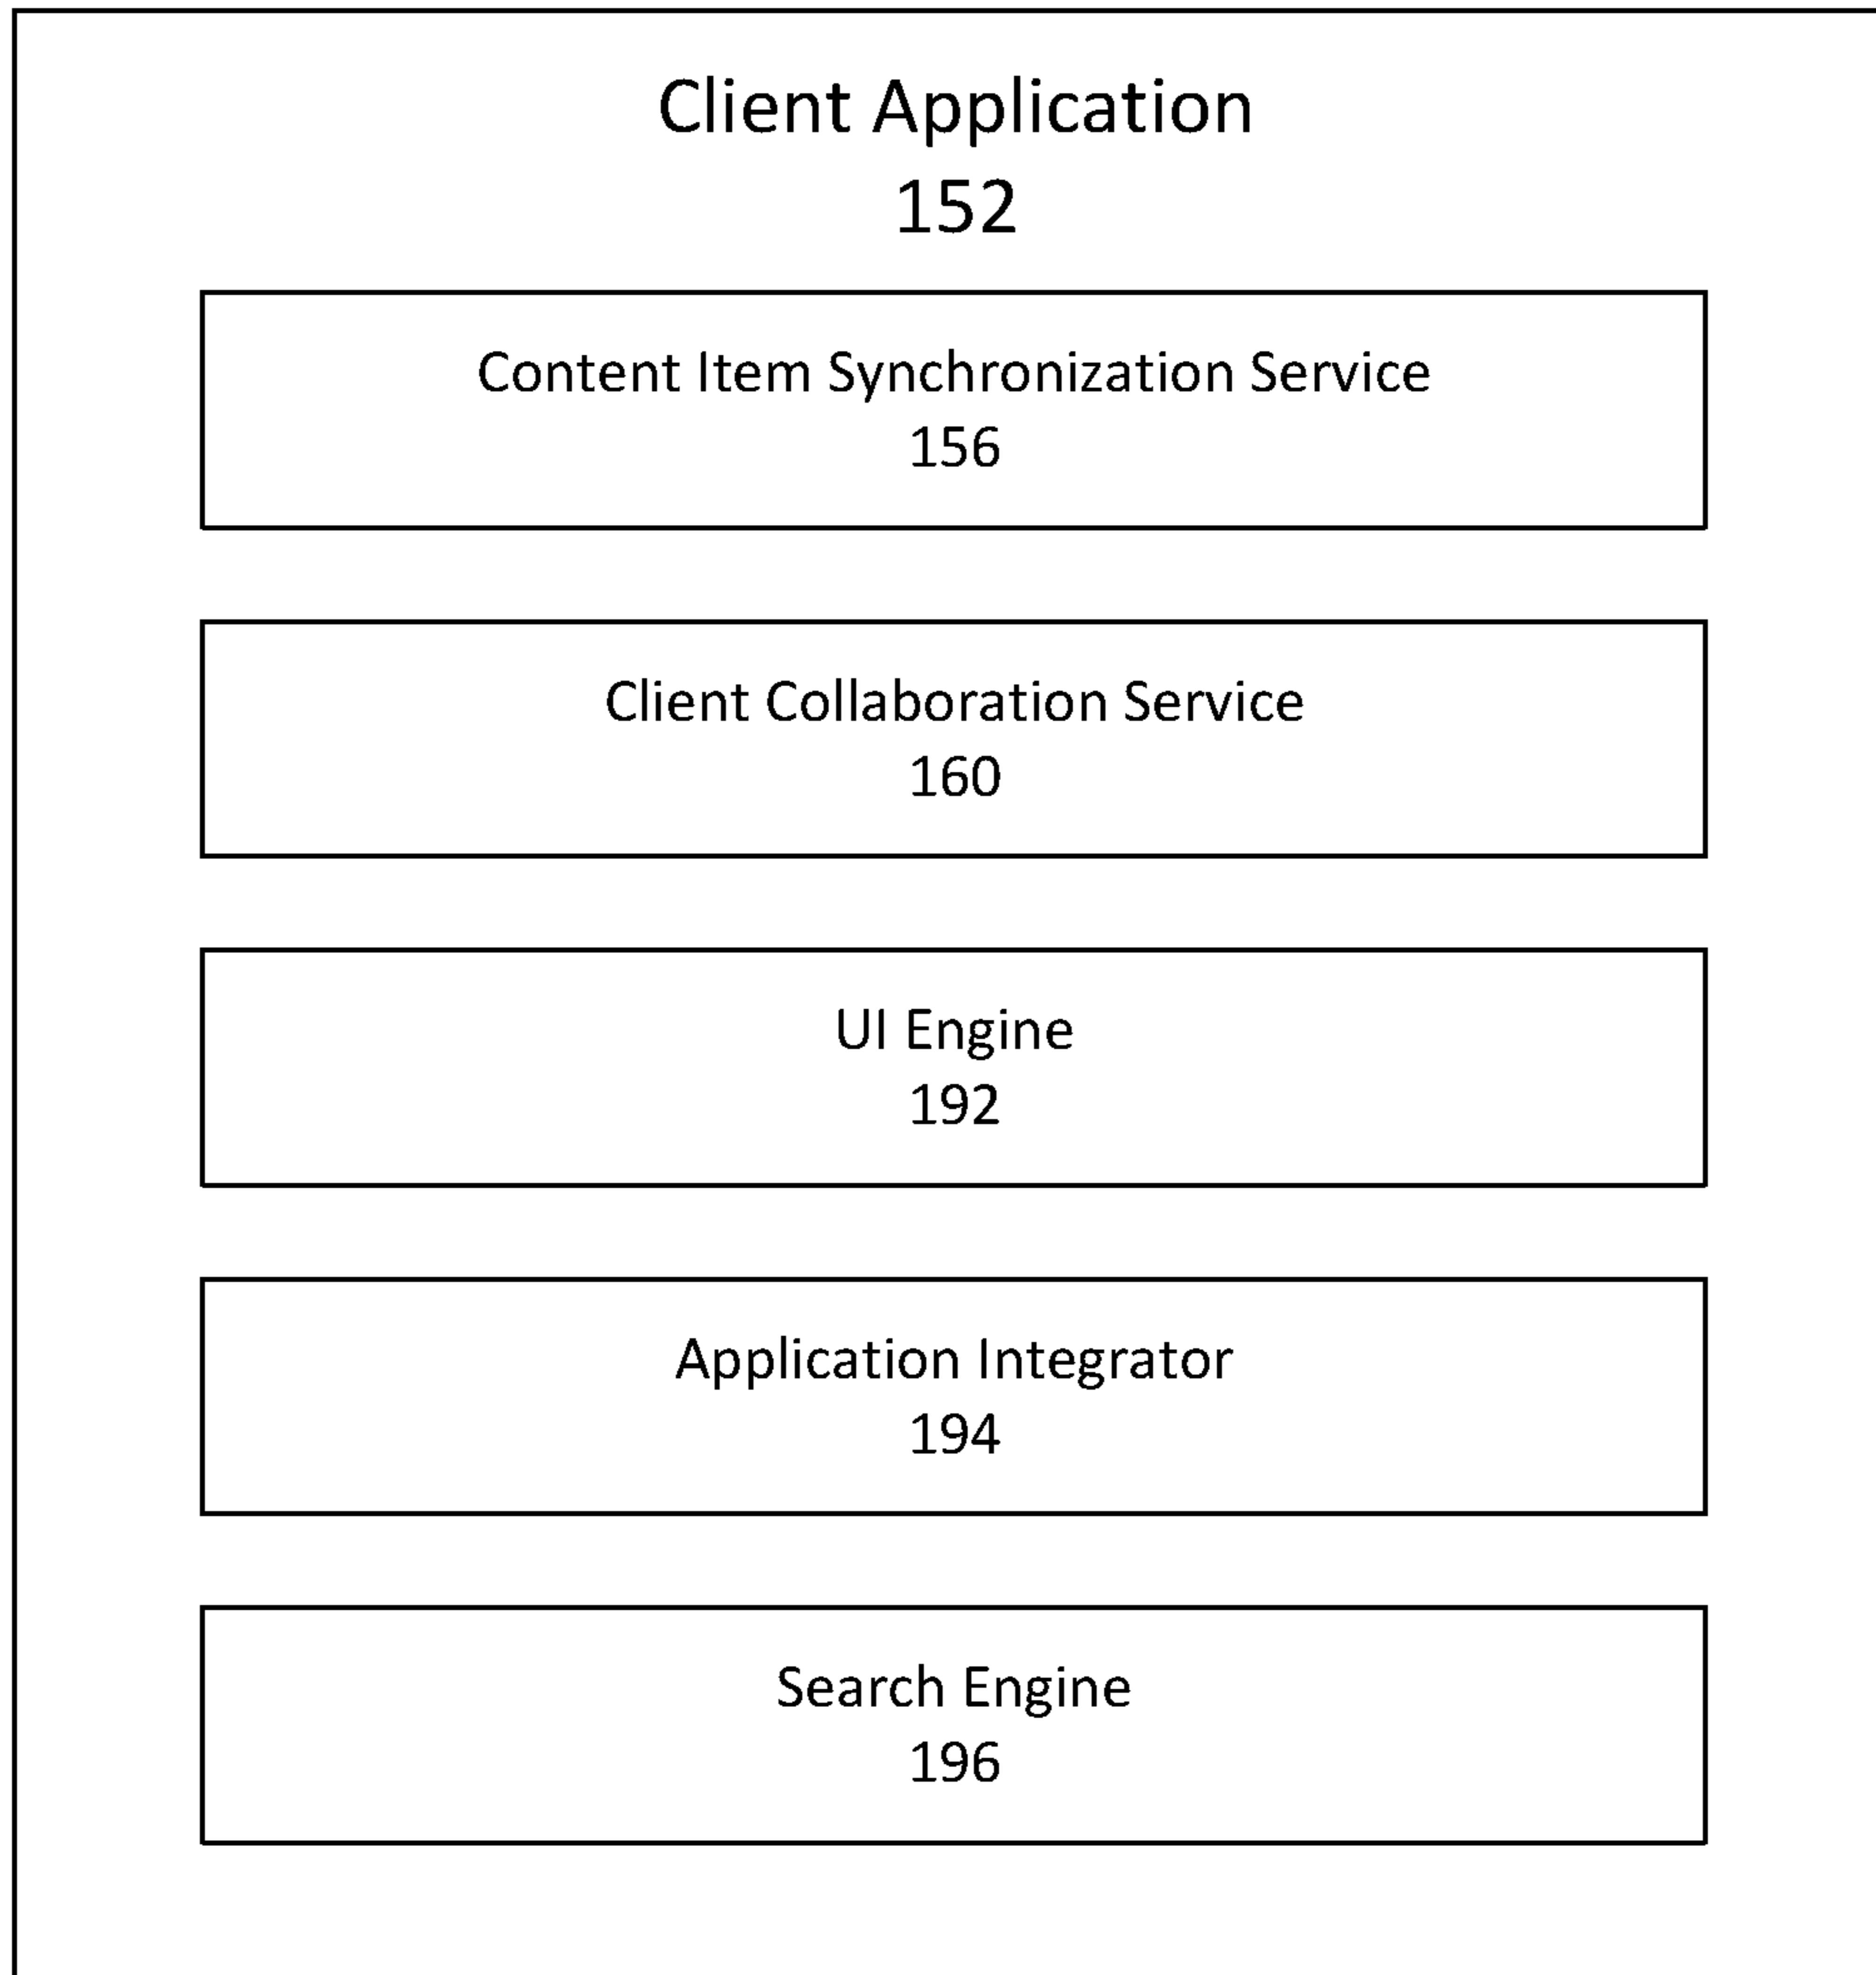 Client Application
152
Content Item Synchronization Service
156
Client Collaboration Service
160
UI Engine
192
Application Integrator
194
Search Engine
196